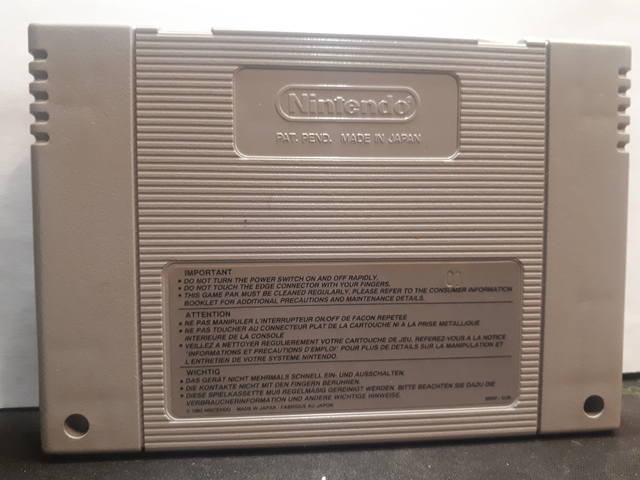 Nintendo
PAT. PEND. MADE IN JAPAN
IMPORTANT
• DO NOT TURN THE POWER SWITCH ON AND OFF RAPIDLY.
• DO NOT TOUCH THE EDGE CONNECTOR WITH YOUR FINGERS.
• THIS GAME PAK MUST BE CLEANED REGULARLY, PLEASE REFER TO THE CONSUMER INFORMATION
BOOKLET FOR ADDITIONAL PRECAUTIONS AND MAINTENANCE DETAILS.
ATTENTION
• NE PAS MANIPULER L'INTERRUPTEUR ON/OFF DE FACON REPETEE
• NE PAS TOUCHER AU CONNECTEUR PLAT DE LA CARTOUCHE NI A LA PRISE METALLIQUE
INTERIEURE DE LA CONSOLE
• VEILLEZ A NETTOYER REGULIEREMENT VOTRE CARTOUCHE DE JEU, REFEREZ-VOUS A LA NOTICE
"INFORMATIONS ET PRECAUTIONS D'EMPLOI" POUR PLUS DE DETAILS SUR LA MANIPULATION ET
L'ENTRETIEN DE VOTRE SYSTEME NINTENDO.
WICHTIG
• DAS GERÄT NICHT MEHRMALS SCHNELL EIN- UND AUSSCHALTEN.
• DIE KONTAKTE NICHT MIT DEN FINGERN BERÜHREN.
• DIESE SPIELKASSETTE MUß REGELMÄßIG GEREINIGT WERDEN. BITTE BEACHTEN SIE DAZU DIE
VERBRAUCHERINFORMATION UND ANDERE WICHTIGE HINWEISE.
NINTENDO MADE IN JAPAN FABRIQUE AU JAPON